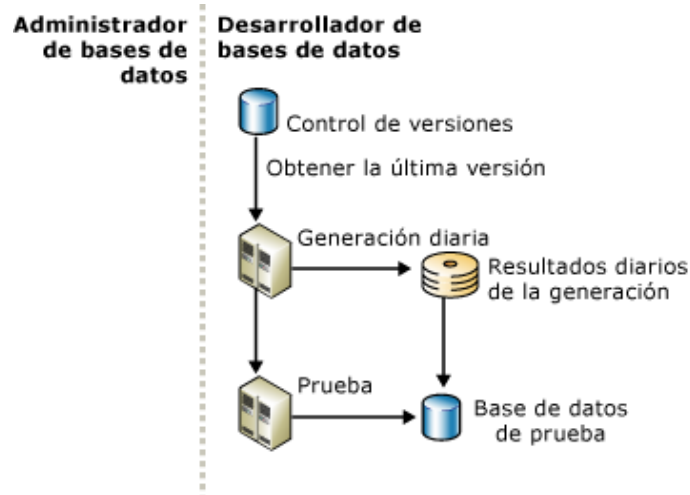 Administrador
de bases de
datos
Desarrollador de
bases de datos
Control de versiones
Obtener la última versión
Generación diaria
Resultados diarios
de la generación
Prueba
Base de datos
de prueba